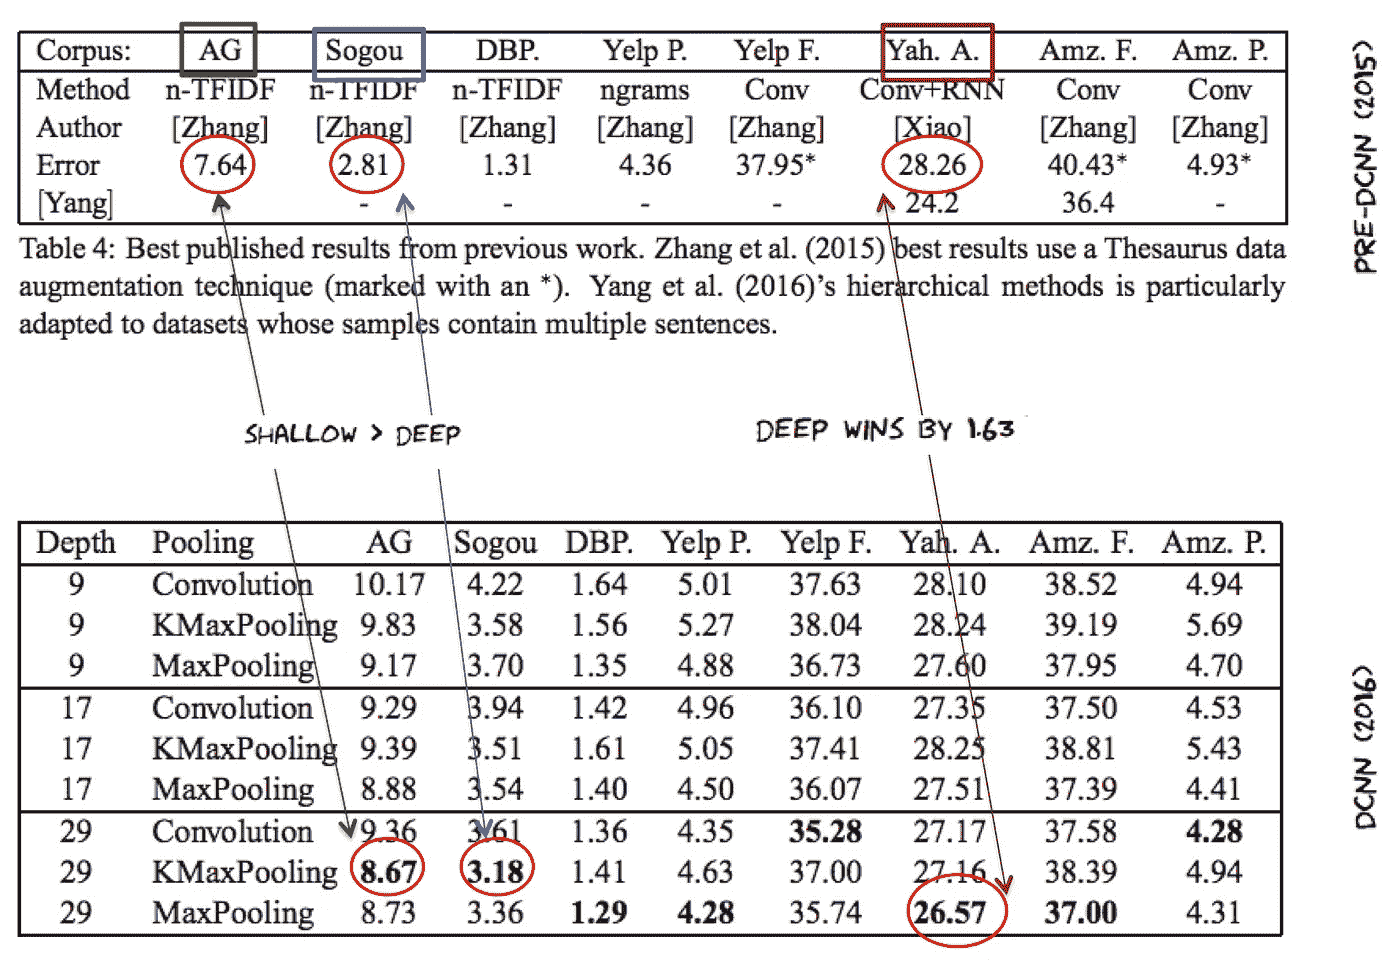 Corpus: AG Sogou DBP. Yelp P. Yelp F. Yah. A. Amz. F. Amz. P.
Method n-TFIDF n-TFIDF n-TFIDF ngrams Conv Conv+RNN Conv Conv
Author [Zhang] [Zhang] [Zhang] [Zhang] [Zhang] [Xiao] [Zhang] [Zhang]
Error 7.64 2.81 1.31 4.36 37.95* 28.26 40.43* 4.93*
[Yang] - - - - 24.2 36.4 -
PRE-DCNN (2015)
Table 4: Best published results from previous work. Zhang et al. (2015) best results use a Thesaurus data
augmentation technique (marked with an *). Yang et al. (2016)'s hierarchical methods is particularly
adapted to datasets whose samples contain multiple sentences.
SHALLOW > DEEP
DEEP WINS BY 1.63
Depth Pooling AG Sogou DBP. Yelp P. Yelp F. Yah. A. Amz. F. Amz. P.
9 Convolution 10.17 4.22 1.64 5.01 37.63 28.10 38.52 4.94
9 KMaxPooling 9.83 3.58 1.56 5.27 38.04 28.24 39.19 5.69
9 MaxPooling 9.17 3.70 1.35 4.88 36.73 27.60 37.95 4.70
17 Convolution 9.29 3.94 1.42 4.96 36.10 27.35 37.50 4.53
17 KMaxPooling 9.39 3.51 1.61 5.05 37.41 28.25 38.81 5.43
17 MaxPooling 8.88 3.54 1.40 4.50 36.07 27.51 37.39 4.41
29 Convolution 9.36 3.61 1.36 4.35 35.28 27.17 37.58 4.28
29 KMaxPooling 8.67 3.18 1.41 4.63 37.00 27.16 38.39 4.94
29 MaxPooling 8.73 3.36 1.29 4.28 35.74 26.57 37.00 4.31
DCNN (2016)